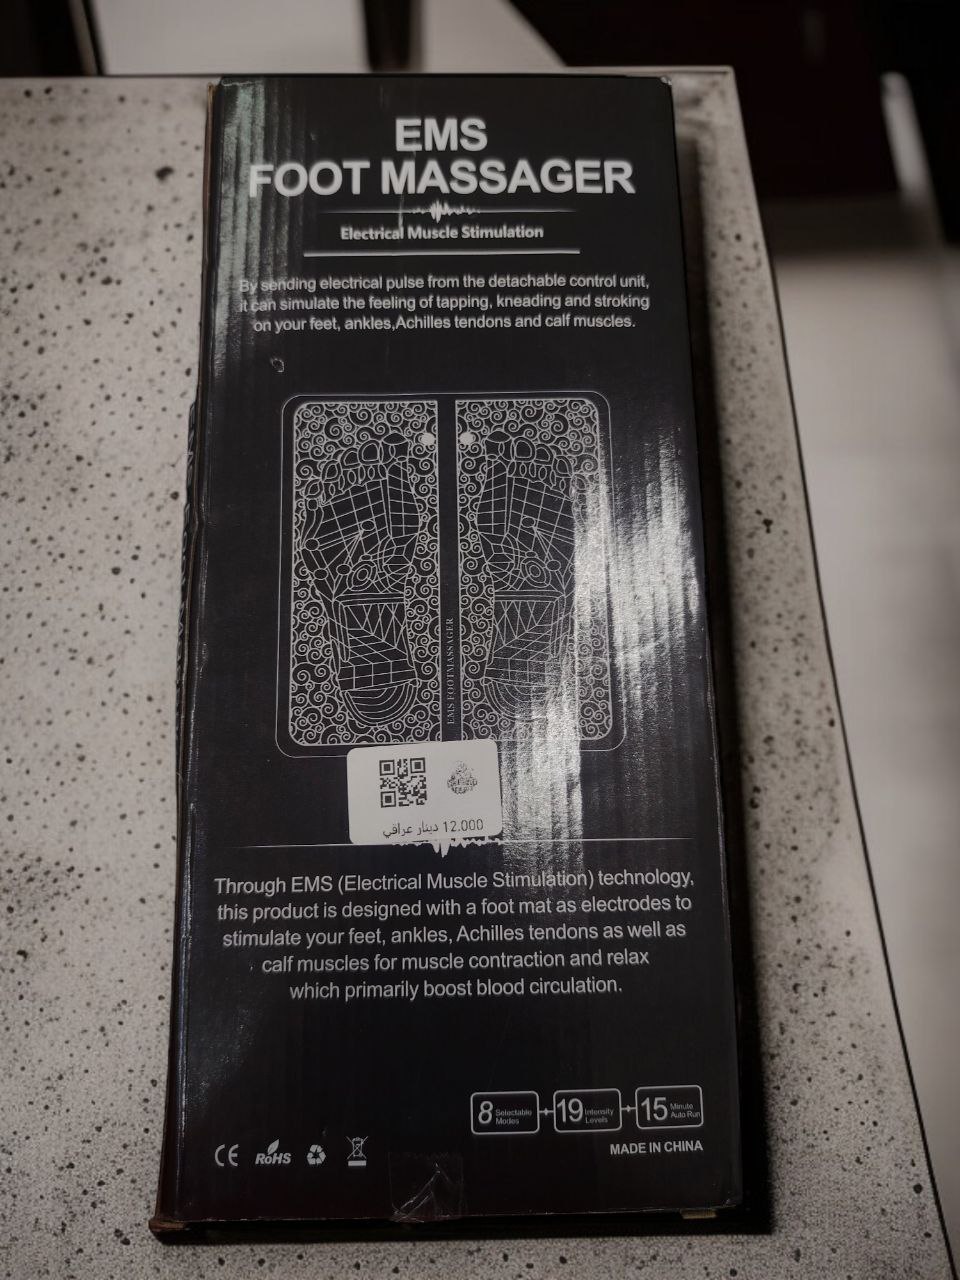 EMS
FOOT MASSAGER
Electrical Muscle Stimulation
By sending electrical pulse from the detachable control unit,
it can simulate the feeling of tapping, kneading and stroking
on your feet, ankles,Achilles tendons and calf muscles.
EMS FOOTMASSAGER
12.000 دينار عراقي
Through EMS (Electrical Muscle Stimulation) technology,
this product is designed with a foot mat as electrodes to
stimulate your feet, ankles, Achilles tendons as well as
calf muscles for muscle contraction and relax
which primarily boost blood circulation.
8 Selectable Modes
19 Intensity Levels
15 Minute Auto Run
CE RoHS
MADE IN CHINA